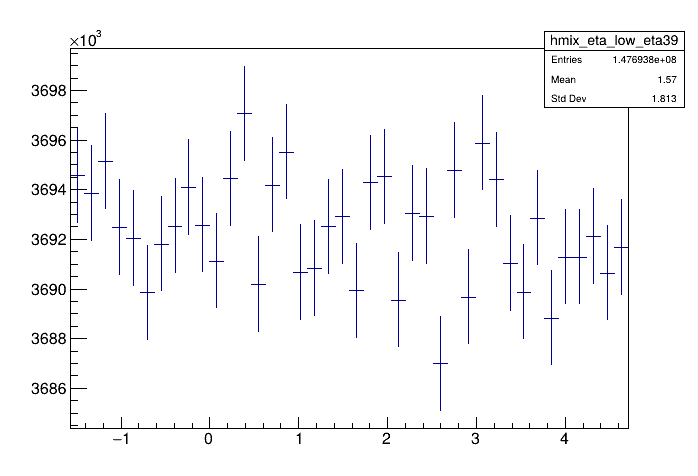 ×10³
hmix_eta_low_eta39
Entries 1.476938e+08
Mean 1.57
Std Dev 1.813
3698
3696
3694
3692
3690
3688
3686
−1 0 1 2 3 4